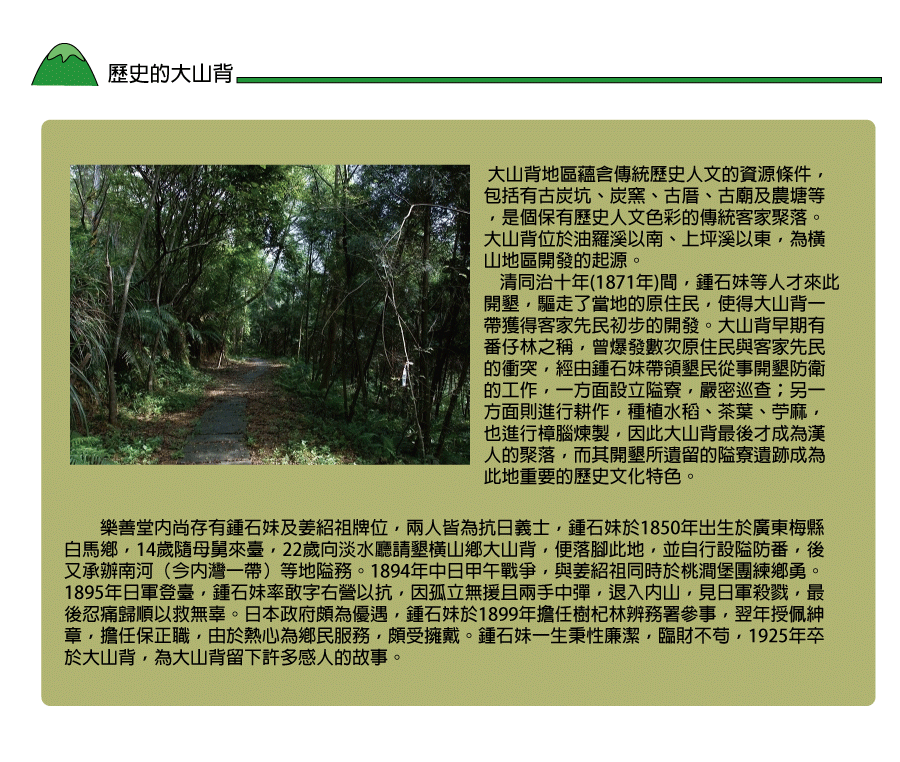 歷史的大山背
大山背地區蘊含傳統歷史人文的資源條件，
包括有古炭坑、炭窯、古厝、古廟及農塘等
，是個保有歷史人文色彩的傳統客家聚落。
大山背位於油羅溪以南、上坪溪以東，為橫
山地區開發的起源。
清同治十年(1871年)間，鍾石妹等人才來此
開墾，驅走了當地的原住民，使得大山背一
帶獲得客家先民初步的開發。大山背早期有
番仔林之稱，曾爆發數次原住民與客家先民
的衝突，經由鍾石妹帶領墾民從事開墾防衛
的工作，一方面設立隘寮，嚴密巡查；另一
方面則進行耕作，種植水稻、茶葉、苧麻，
也進行樟腦煉製，因此大山背最後才成為漢
人的聚落，而其開墾所遺留的隘寮遺跡成為
此地重要的歷史文化特色。
樂善堂內尚存有鍾石妹及姜紹祖牌位，兩人皆為抗日義士，鍾石妹於1850年出生於廣東梅縣
白馬鄉，14歲隨母舅來臺，22歲向淡水廳請墾橫山鄉大山背，便落腳此地，並自行設隘防番，後
又承辦南河（今內灣一帶）等地隘務。1894年中日甲午戰爭，與姜紹祖同時於桃澗堡團練鄉勇。
1895年日軍登臺，鍾石妹率敢字右營以抗，因孤立無援且兩手中彈，退入內山，見日軍殺戮，最
後忍痛歸順以救無辜。日本政府頗為優遇，鍾石妹於1899年擔任樹杞林辨務署參事，翌年授佩紳
章，擔任保正職，由於熱心為鄉民服務，頗受擁戴。鍾石妹一生秉性廉潔，臨財不苟，1925年卒
於大山背，為大山背留下許多感人的故事。